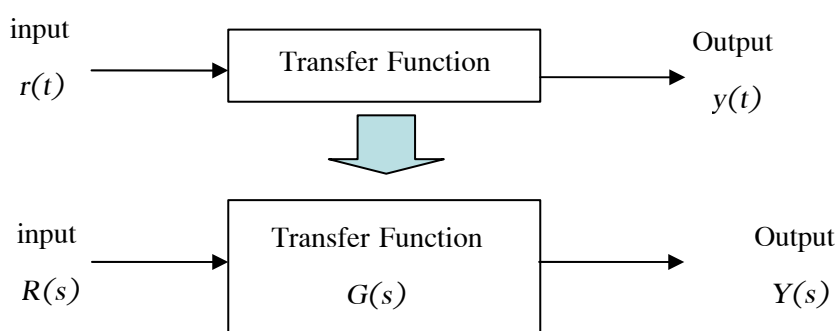 input
r(t)
Transfer Function
Output
y(t)
input
R(s)
Transfer Function
G(s)
Output
Y(s)